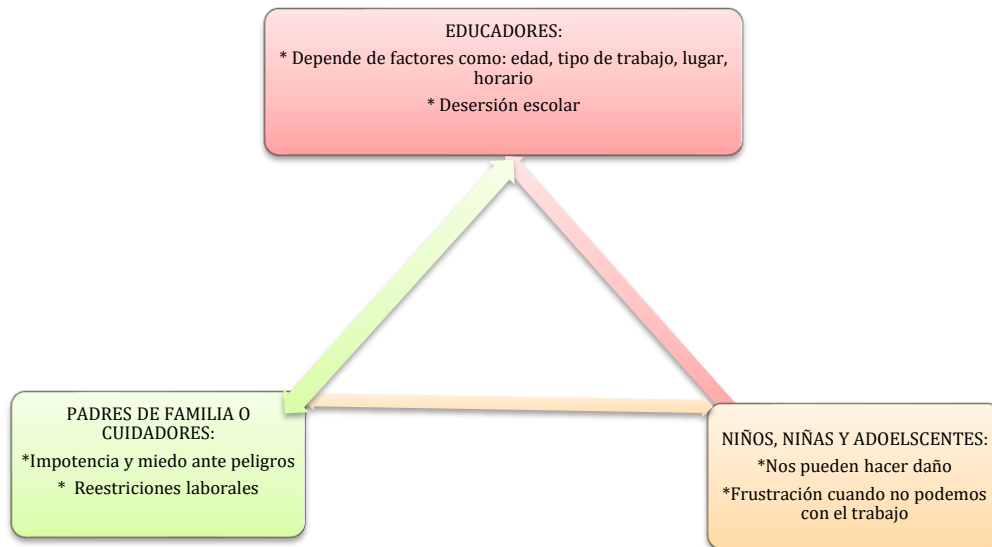 EDUCADORES:
* Depende de factores como: edad, tipo de trabajo, lugar,
horario
* Desersión escolar
PADRES DE FAMILIA O
CUIDADORES:
*Impotencia y miedo ante peligros
* Reestriciones laborales
NIÑOS, NIÑAS Y ADOELSCENTES:
*Nos pueden hacer daño
*Frustración cuando no podemos
con el trabajo